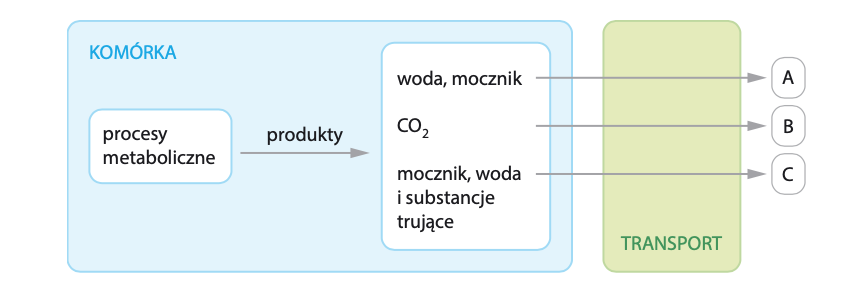 KOMÓRKA
procesy
metaboliczne
produkty
woda, mocznik
CO₂
mocznik, woda
i substancje
trujące
TRANSPORT
A
B
C